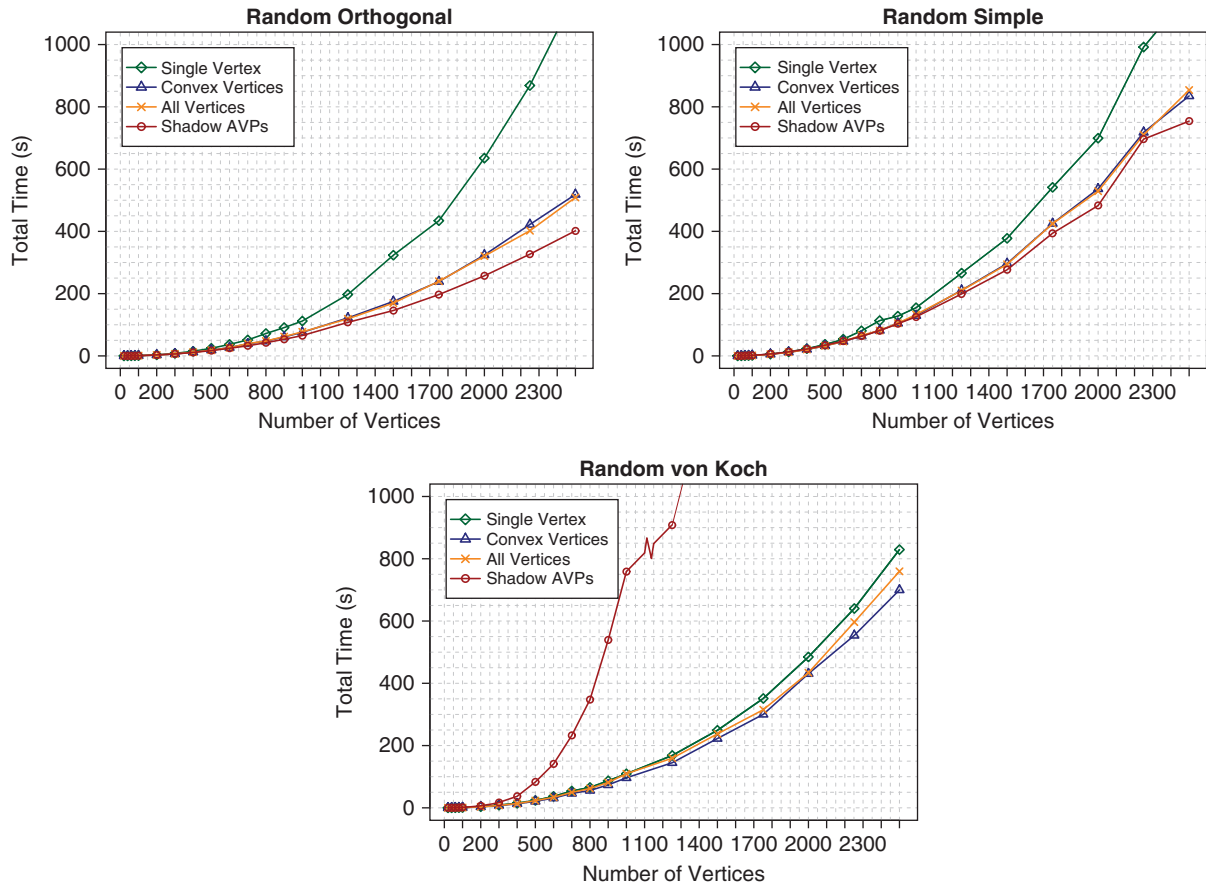 Random Orthogonal
Total Time (s)
1000
800
600
400
200
0
Single Vertex
Convex Vertices
All Vertices
Shadow AVPs
0 200 500 800 1100 1400 1700 2000 2300
Number of Vertices
Random Simple
Total Time (s)
1000
800
600
400
200
0
Single Vertex
Convex Vertices
All Vertices
Shadow AVPs
0 200 500 800 1100 1400 1700 2000 2300
Number of Vertices
Random von Koch
Total Time (s)
1000
800
600
400
200
0
Single Vertex
Convex Vertices
All Vertices
Shadow AVPs
0 200 500 800 1100 1400 1700 2000 2300
Number of Vertices